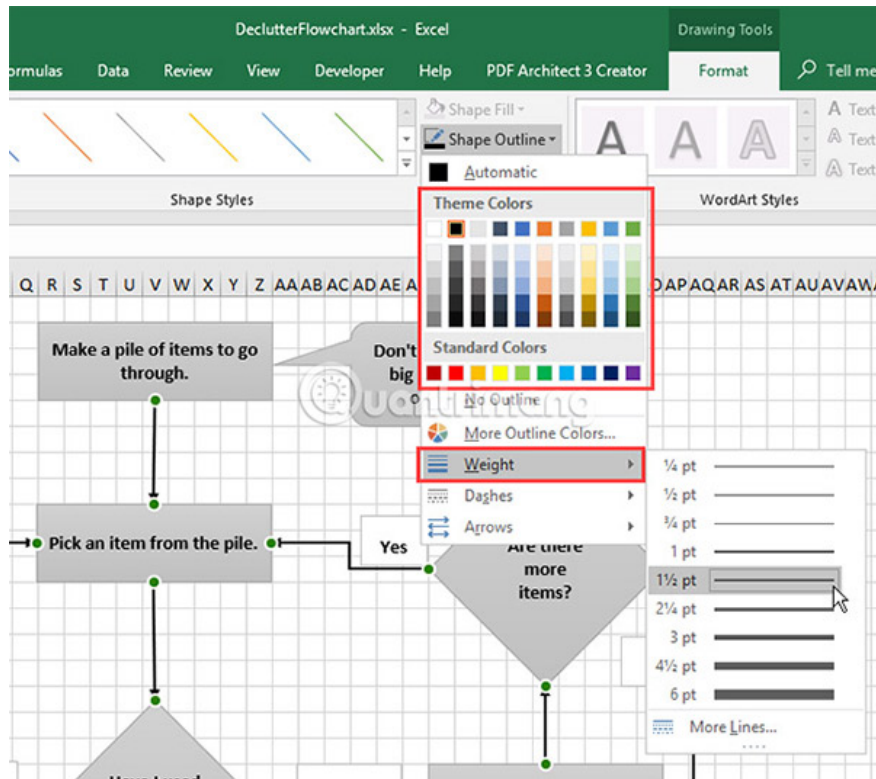 DeclutterFlowchart.xlsx - Excel
Drawing Tools
Data Review View Developer Help PDF Architect 3 Creator Format Tell me
Shape Fill
Shape Outline
A A A
A Text
A Text
A Text
Automatic
Shape Styles
WordArt Styles
Theme Colors
Q R S T U V W X Y Z AA AB AC AD AE AP AQ AR AS AT AU AV AW
Make a pile of items to go
through.
Don't
big
Standard Colors
No Outline
Quantrimang
More Outline Colors...
Weight
Dashes
Arrows
¼ pt
½ pt
¾ pt
1 pt
1½ pt
2¼ pt
3 pt
4½ pt
6 pt
More Lines...
Pick an item from the pile.
Yes
Are there
more
items?